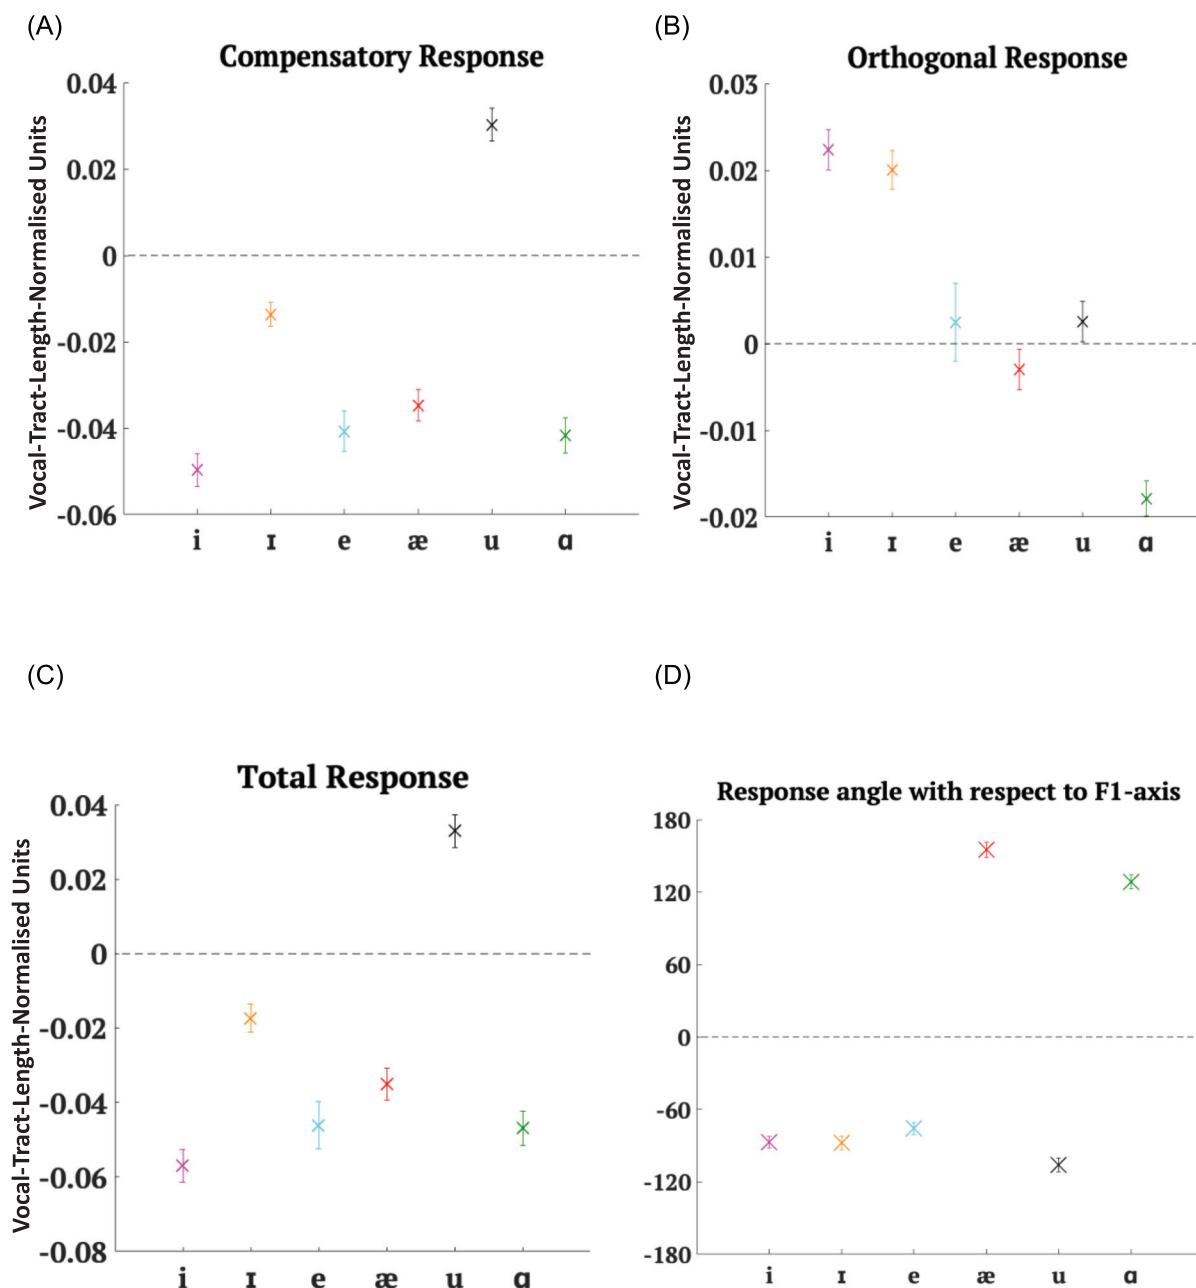 (A)
Compensatory Response
Vocal-Tract-Length-Normalised Units
0.04
0.02
0
-0.02
-0.04
-0.06
i ɪ e æ u ɑ
(B)
Orthogonal Response
Vocal-Tract-Length-Normalised Units
0.03
0.02
0.01
0
-0.01
-0.02
i ɪ e æ u ɑ
(C)
Total Response
Vocal-Tract-Length-Normalised Units
0.04
0.02
0
-0.02
-0.04
-0.06
-0.08
i ɪ e æ u ɑ
(D)
Response angle with respect to F1-axis
180
120
60
0
-60
-120
-180
i ɪ e æ u ɑ